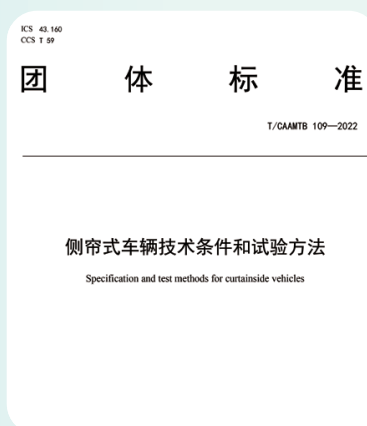 ICS 43.160
CCS T 59
团体标准
T/CAAMTB 109—2022
侧帘式车辆技术条件和试验方法
Specification and test methods for curtainside vehicles